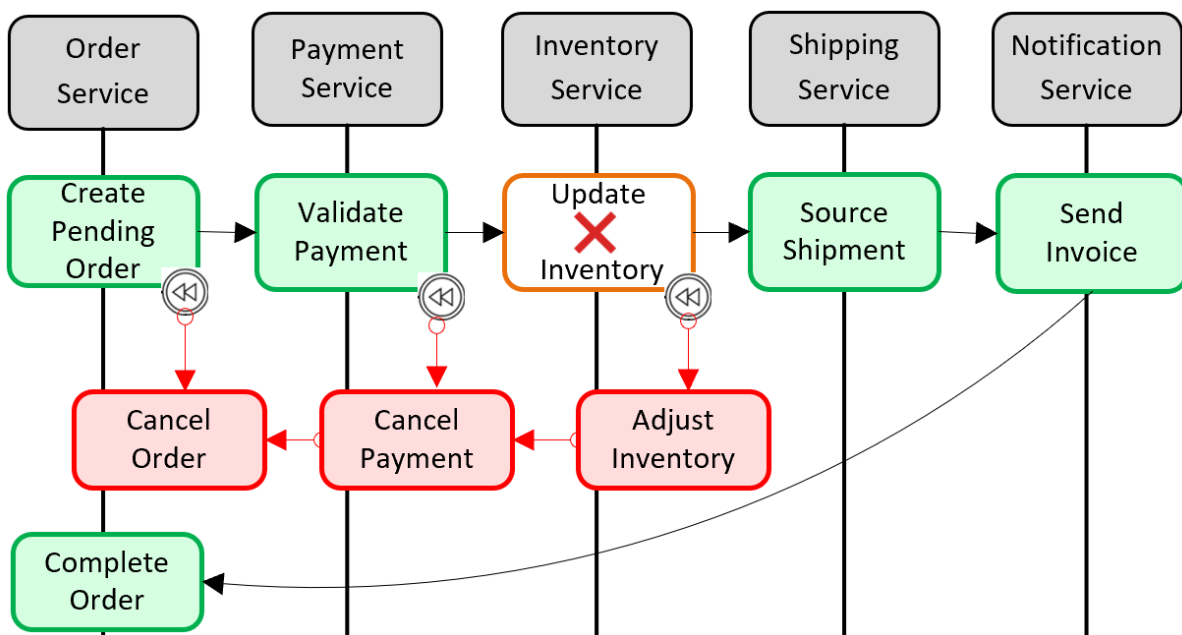 Order
Service
Payment
Service
Inventory
Service
Shipping
Service
Notification
Service
Create
Pending
Order
Validate
Payment
Update
Inventory
Source
Shipment
Send
Invoice
Cancel
Order
Cancel
Payment
Adjust
Inventory
Complete
Order